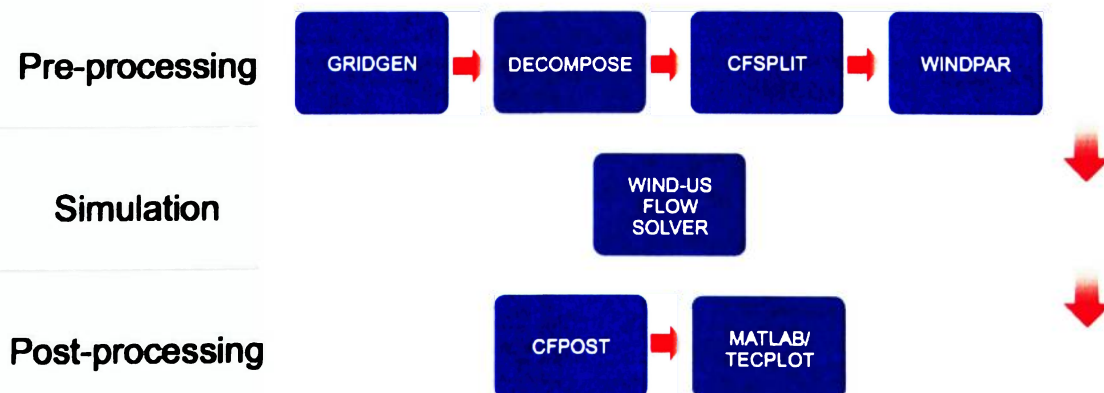 Pre-processing
GRIDGEN
DECOMPOSE
CFSPLIT
WINDPAR
Simulation
WIND-US
FLOW
SOLVER
Post-processing
CFPOST
MATLAB/
TECPLOT